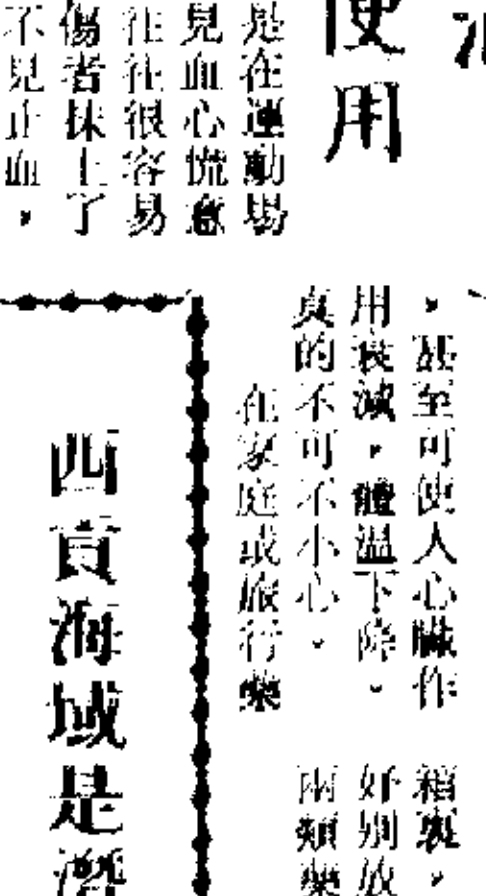 使用
是在運動場
見血心慌意
往往很容易
傷者抹上了
不見止血，
，甚至可使人心臟作
用衰減，體溫下降。
真的不可不小心。
在家庭或旅行藥
箱裏，
好別放
兩類藥
西貢海域是潛